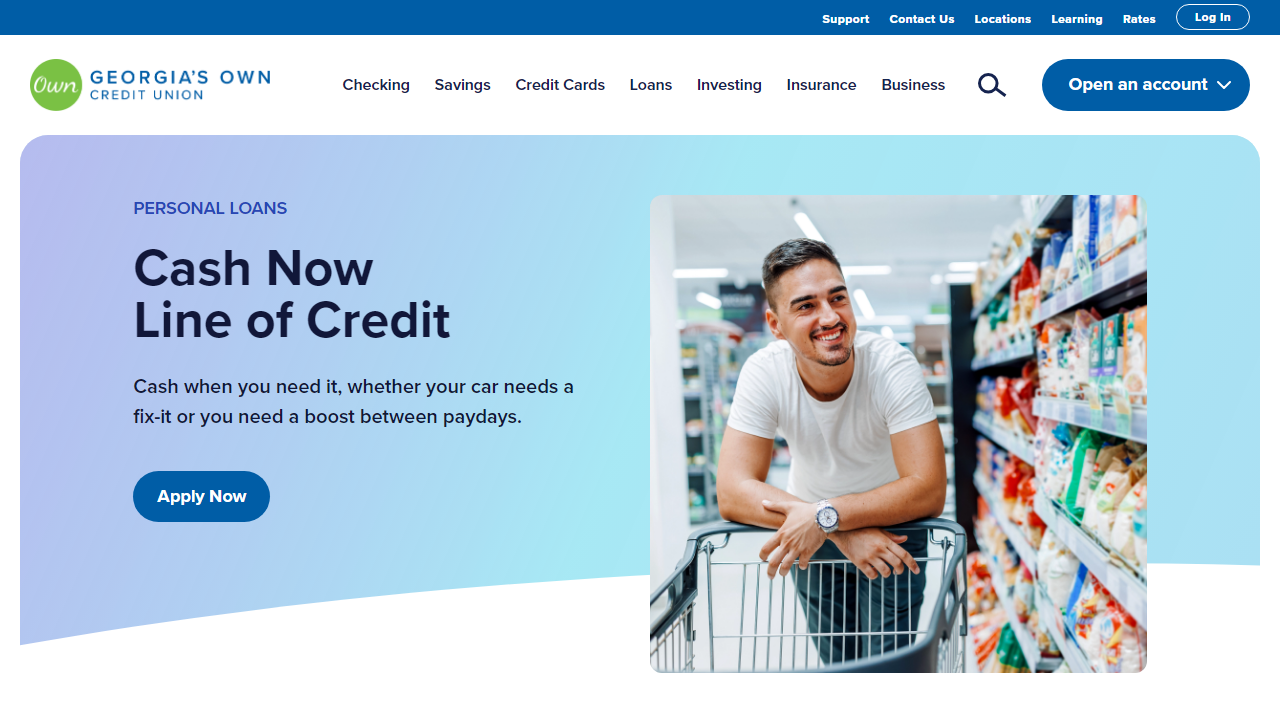 Support Contact Us Locations Learning Rates Log In
Own GEORGIA'S OWN
CREDIT UNION
Checking Savings Credit Cards Loans Investing Insurance Business Open an account
PERSONAL LOANS
Cash Now
Line of Credit
Cash when you need it, whether your car needs a
fix-it or you need a boost between paydays.
Apply Now